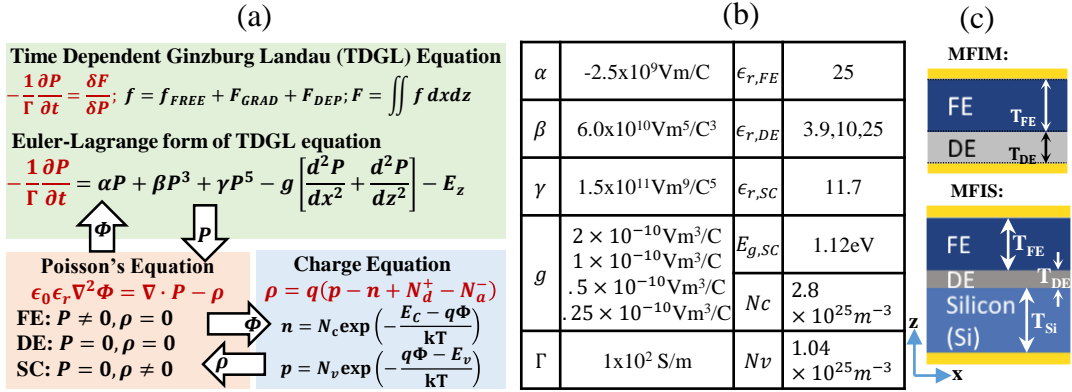 (a)
Time Dependent Ginzburg Landau (TDGL) Equation
-1/Γ ∂P/∂t = δF/δP; f = f_FREE + F_GRAD + F_DEP; F = ∬ f dxdz
Euler-Lagrange form of TDGL equation
-1/Γ ∂P/∂t = αP + βP³ + γP⁵ - g[d²P/dx² + d²P/dz²] - E_z
Φ
P
Poisson's Equation
ϵ₀ϵᵣ∇²Φ = ∇ · P - ρ
FE: P ≠ 0, ρ = 0
DE: P = 0, ρ = 0
SC: P = 0, ρ ≠ 0
Φ
ρ
Charge Equation
ρ = q(p - n + N_d⁺ - N_a⁻)
n = N_c exp(-(E_C - qΦ)/kT)
p = N_v exp(-(qΦ - E_v)/kT)
(b)
α -2.5x10⁹Vm/C ϵ_r,FE 25
β 6.0x10¹⁰Vm⁵/C³ ϵ_r,DE 3.9,10,25
γ 1.5x10¹¹Vm⁹/C⁵ ϵ_r,SC 11.7
g
2 × 10⁻¹⁰Vm³/C
1 × 10⁻¹⁰Vm³/C
.5 × 10⁻¹⁰Vm³/C
.25 × 10⁻¹⁰Vm³/C
E_g,SC 1.12eV
Nc 2.8
× 10²⁵m⁻³
Γ 1x10² S/m Nv 1.04
× 10²⁵m⁻³
(c)
MFIM:
FE
T_FE
DE
T_DE
MFIS:
FE
T_FE
DE
T_DE
Silicon
(Si)
T_Si
z
x